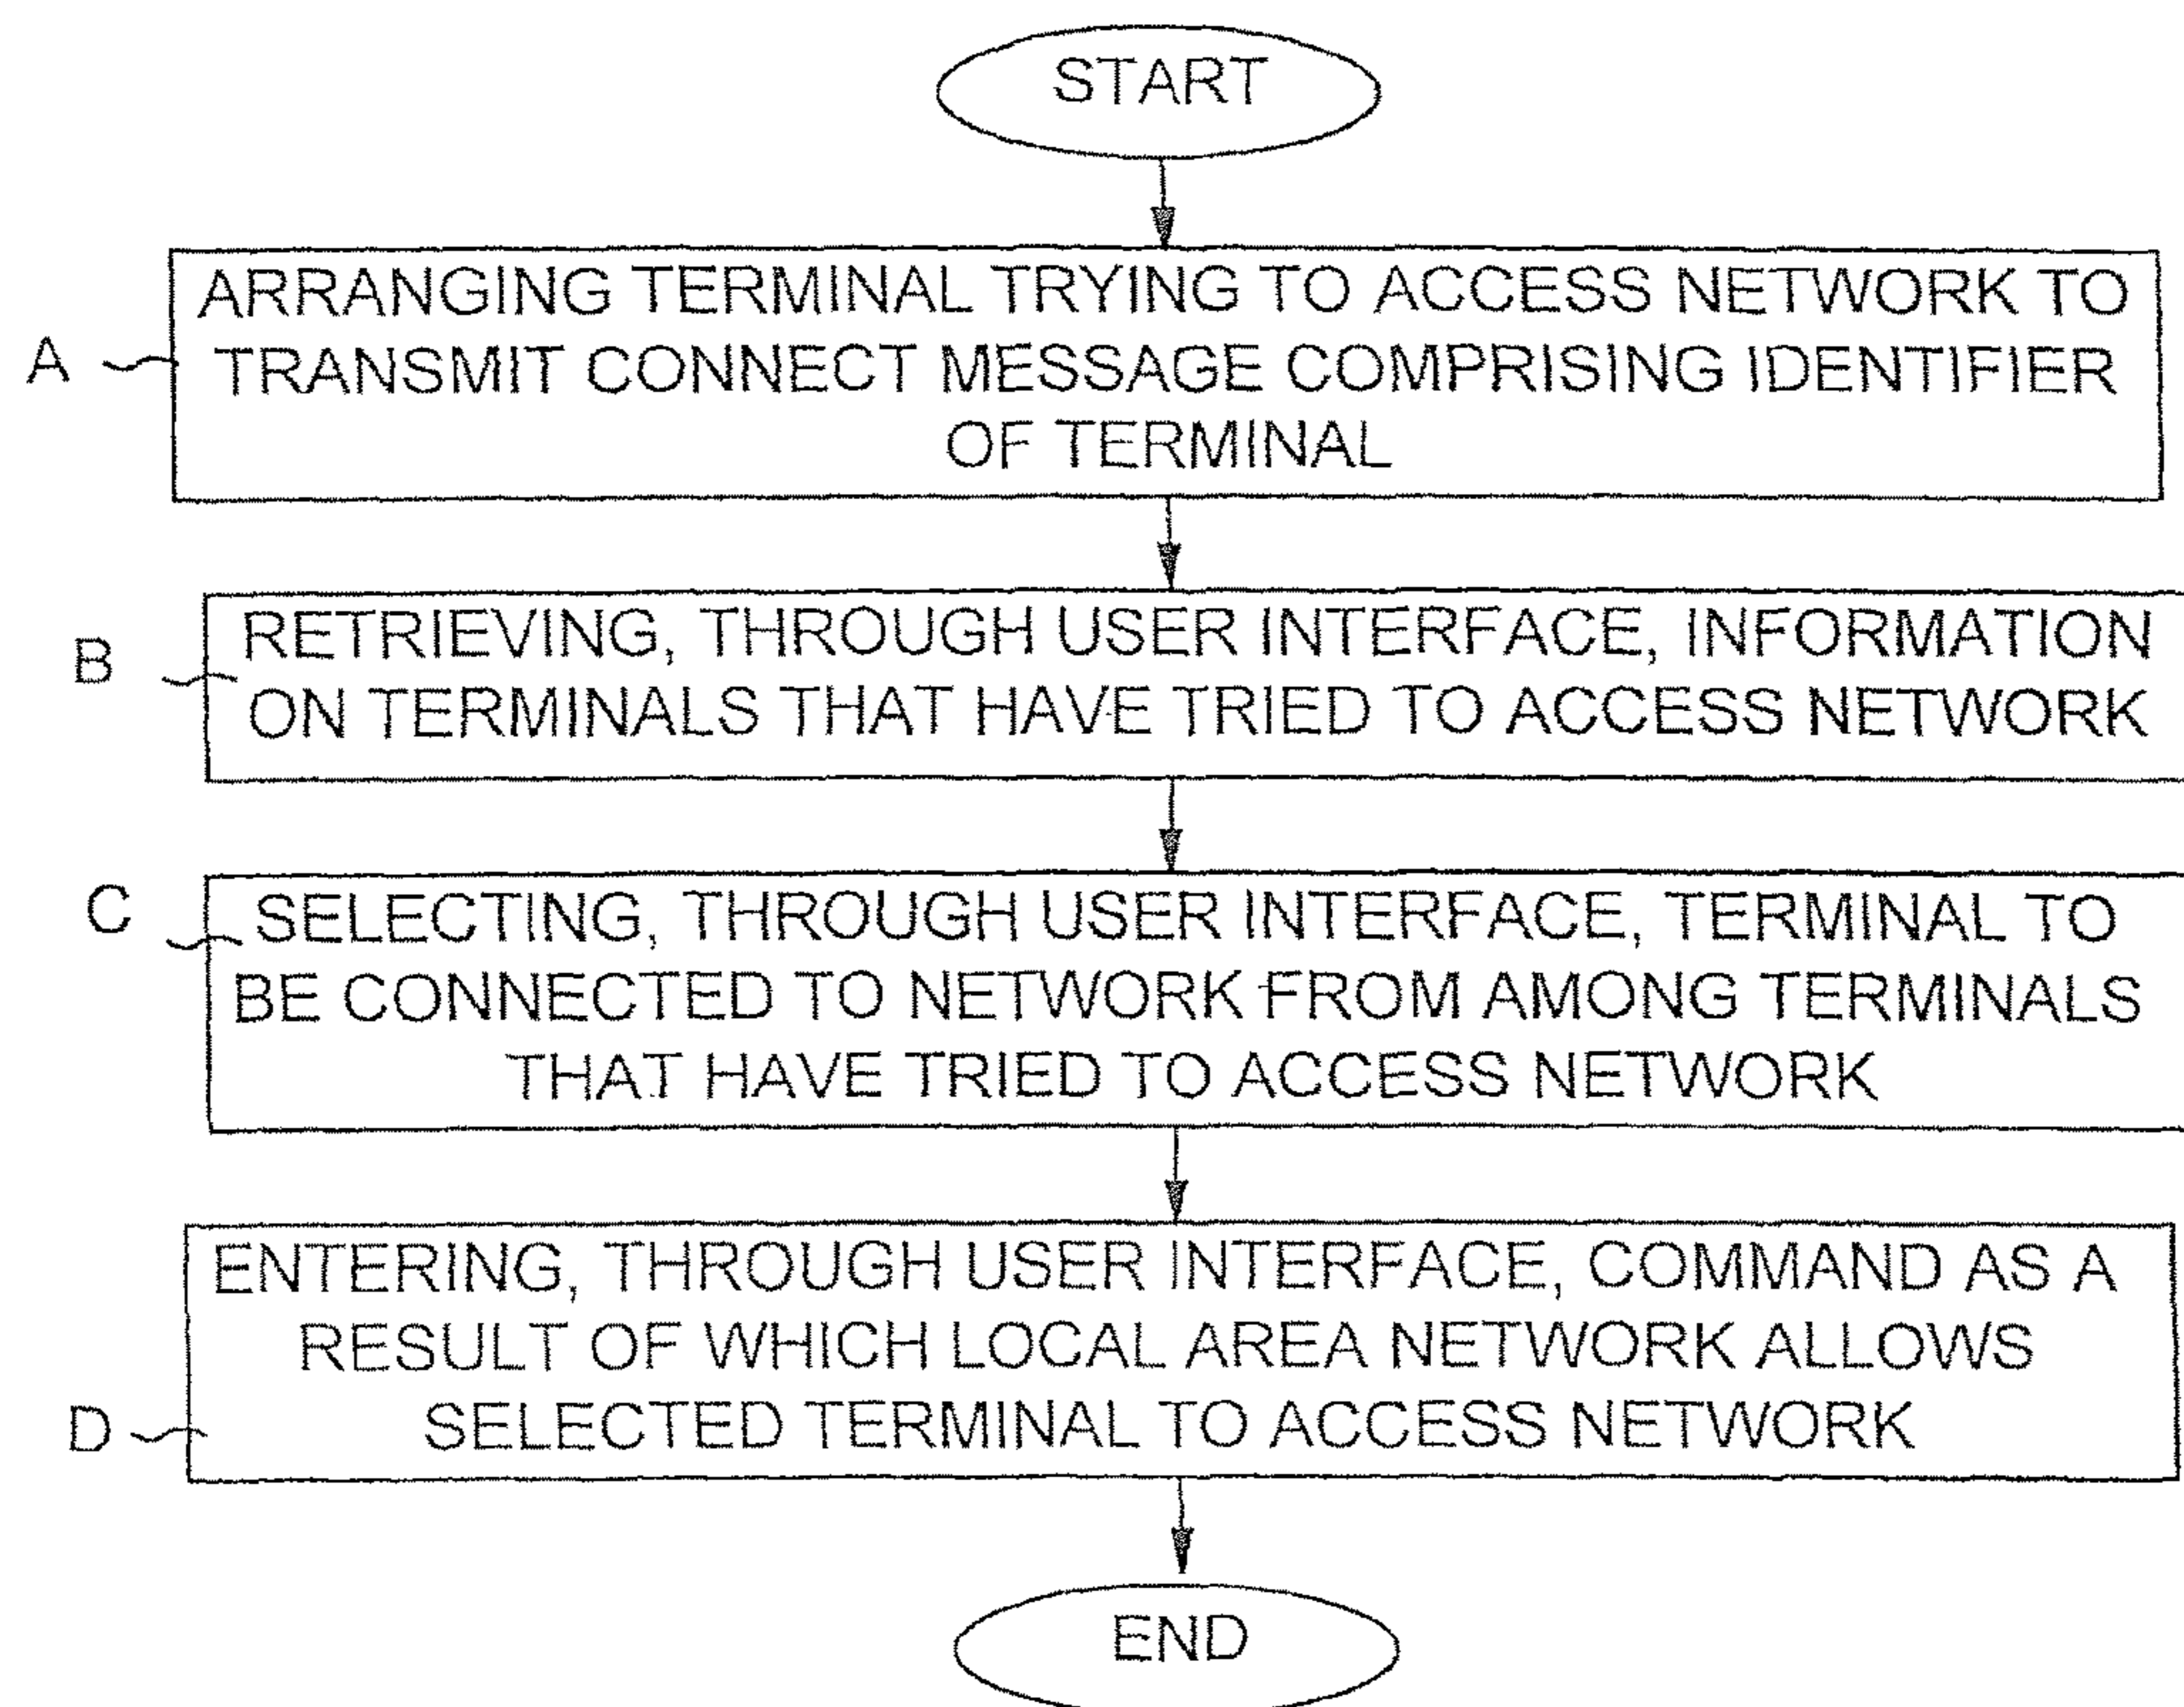 START
A
ARRANGING TERMINAL TRYING TO ACCESS NETWORK TO
TRANSMIT CONNECT MESSAGE COMPRISING IDENTIFIER
OF TERMINAL
B
RETRIEVING, THROUGH USER INTERFACE, INFORMATION
ON TERMINALS THAT HAVE TRIED TO ACCESS NETWORK
C
SELECTING, THROUGH USER INTERFACE, TERMINAL TO
BE CONNECTED TO NETWORK FROM AMONG TERMINALS
THAT HAVE TRIED TO ACCESS NETWORK
ENTERING, THROUGH USER INTERFACE, COMMAND AS A
RESULT OF WHICH LOCAL AREA NETWORK ALLOWS
D
SELECTED TERMINAL TO ACCESS NETWORK
END